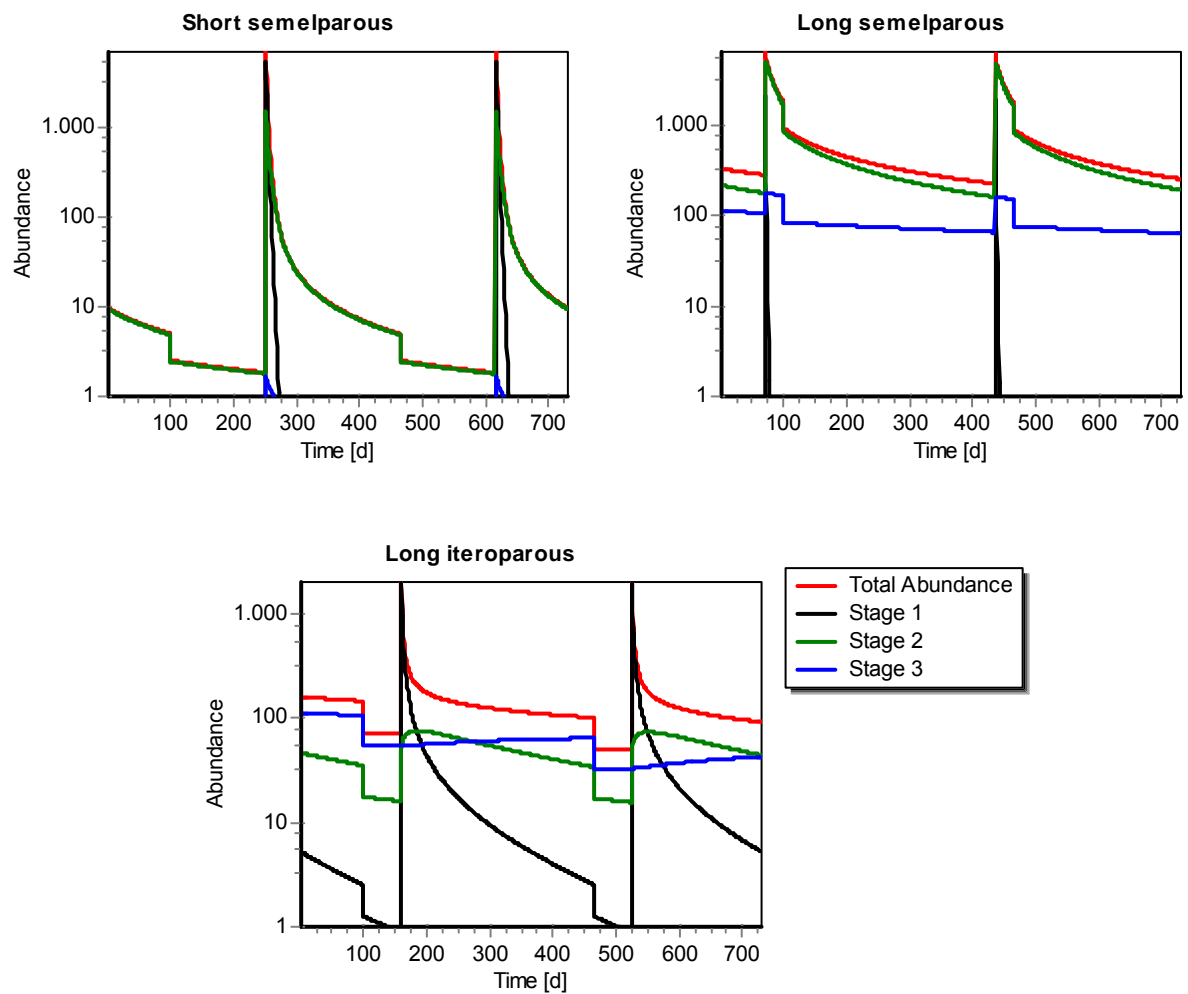 Short semelparous
Long semelparous
Abundance
1.000
100
10
1
100 200 300 400 500 600 700
Time [d]
Abundance
1.000
100
10
1
100 200 300 400 500 600 700
Time [d]
Long iteroparous
Abundance
1.000
100
10
1
100 200 300 400 500 600 700
Time [d]
Total Abundance
Stage 1
Stage 2
Stage 3